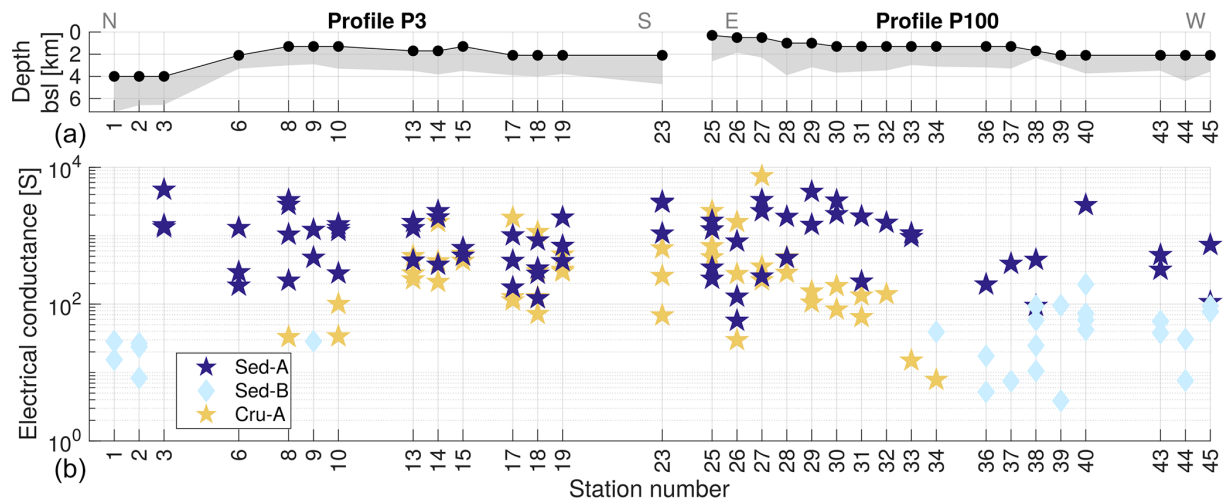 N Profile P3 S E Profile P100 W
Depth
bsl [km]
0
2
4
6
1 2 3 6 8 9 10 13 14 15 17 18 19 23 25 26 27 28 29 30 31 32 33 34 36 37 38 39 40 43 44 45
(a)
Electrical conductance [S]
10^4
10^2
10^0
Sed-A
Sed-B
Cru-A
1 2 3 6 8 9 10 13 14 15 17 18 19 23 25 26 27 28 29 30 31 32 33 34 36 37 38 39 40 43 44 45
(b)
Station number